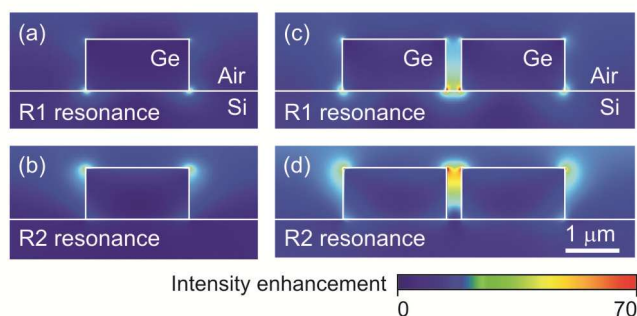 (a)
Ge
Air
R1 resonance
Si
(c)
Ge
Ge
Air
R1 resonance
Si
(b)
R2 resonance
(d)
R2 resonance
1 μm
Intensity enhancement
0
70